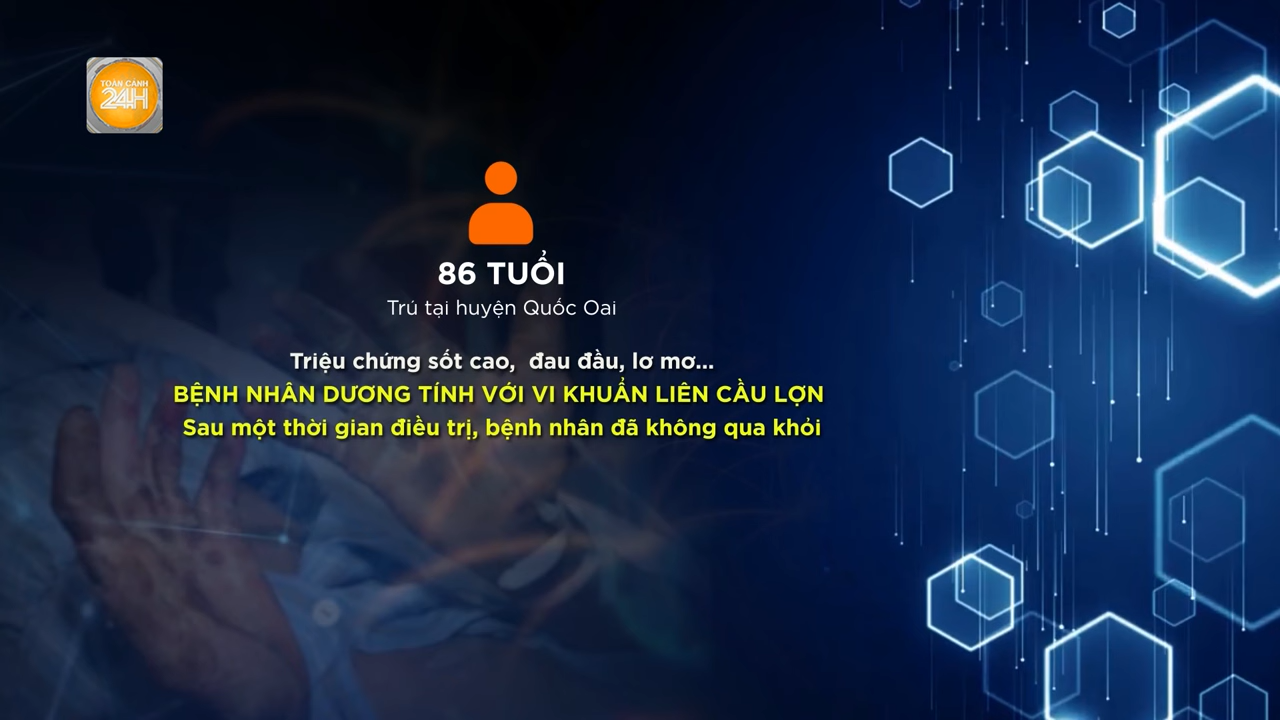 TOÀN CẢNH
24H
86 TUỔI
Trú tại huyện Quốc Oai
Triệu chứng sốt cao,  đau đầu, lơ mơ...
BỆNH NHÂN DƯƠNG TÍNH VỚI VI KHUẨN LIÊN CẦU LỢN
Sau một thời gian điều trị, bệnh nhân đã không qua khỏi